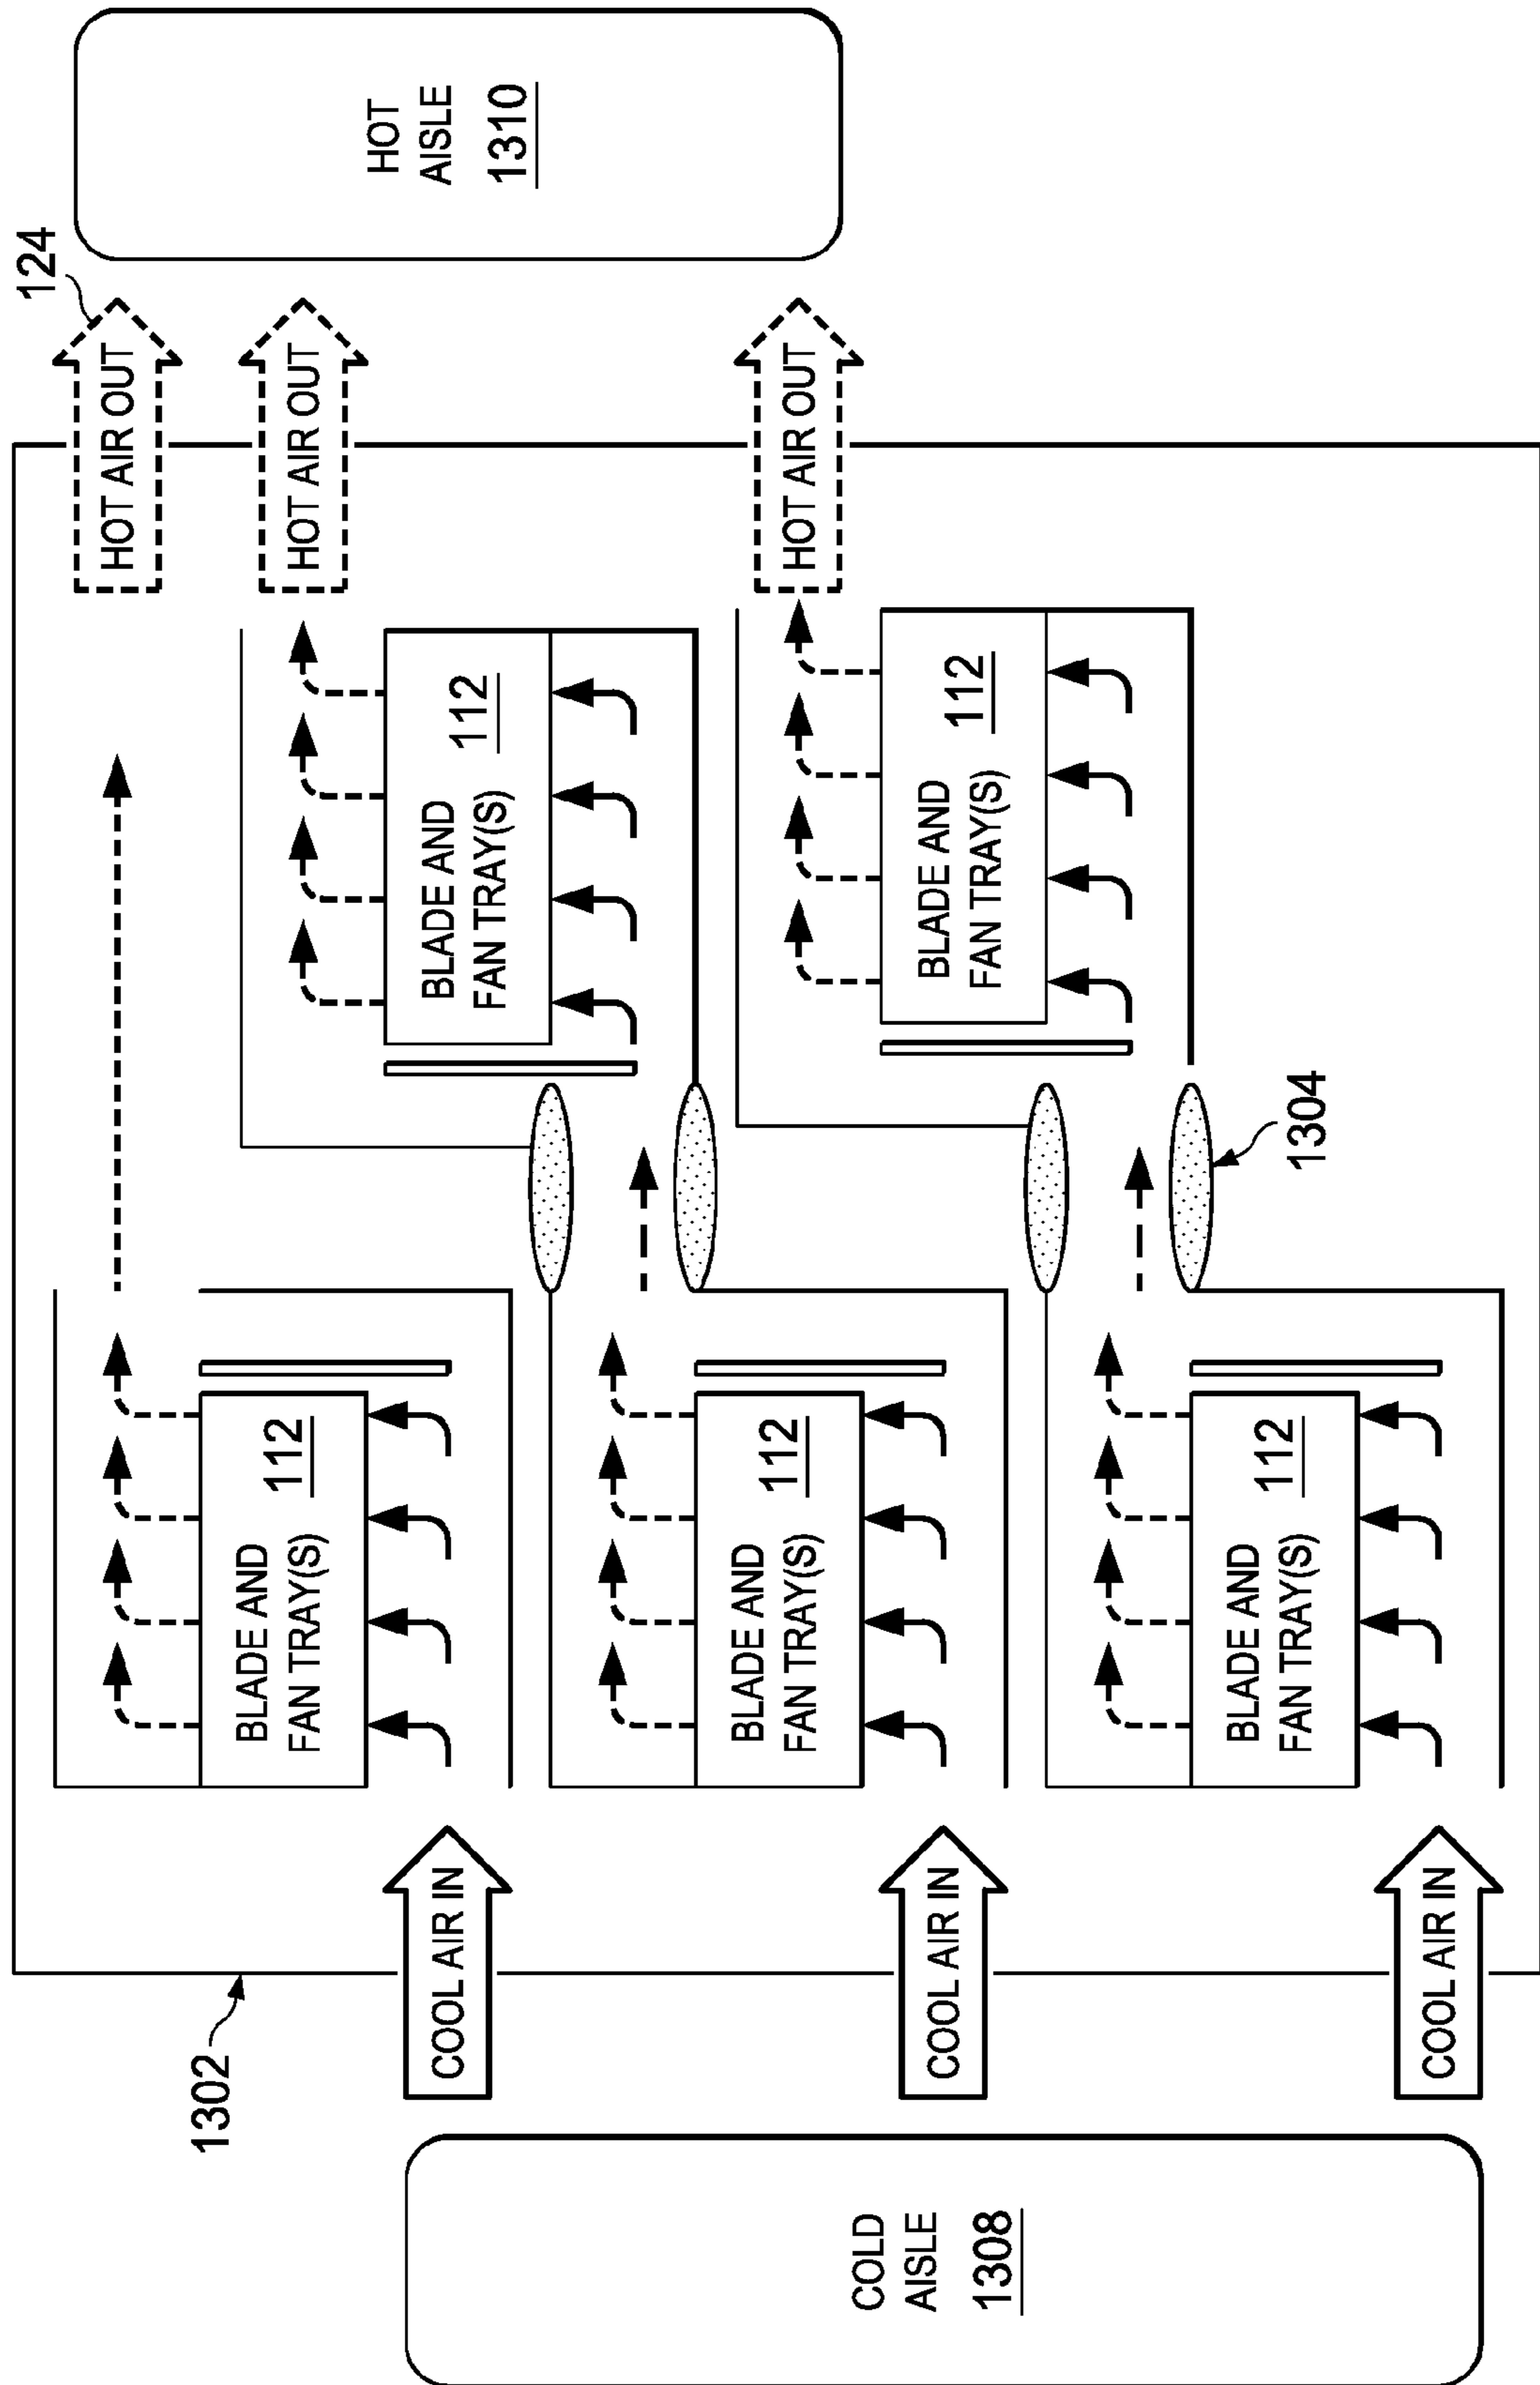 124
HOT
AISLE
1310
HOT AIR OUT
HOT AIR OUT
HOT AIR OUT
BLADE AND
FAN TRAY(S)
112
BLADE AND
FAN TRAY(S)
112
1304
BLADE AND
FAN TRAY(S)
112
BLADE AND
FAN TRAY(S)
112
BLADE AND
FAN TRAY(S)
112
1302
COOL AIR IN
COOL AIR IN
COOL AIR IN
COLD
AISLE
1308